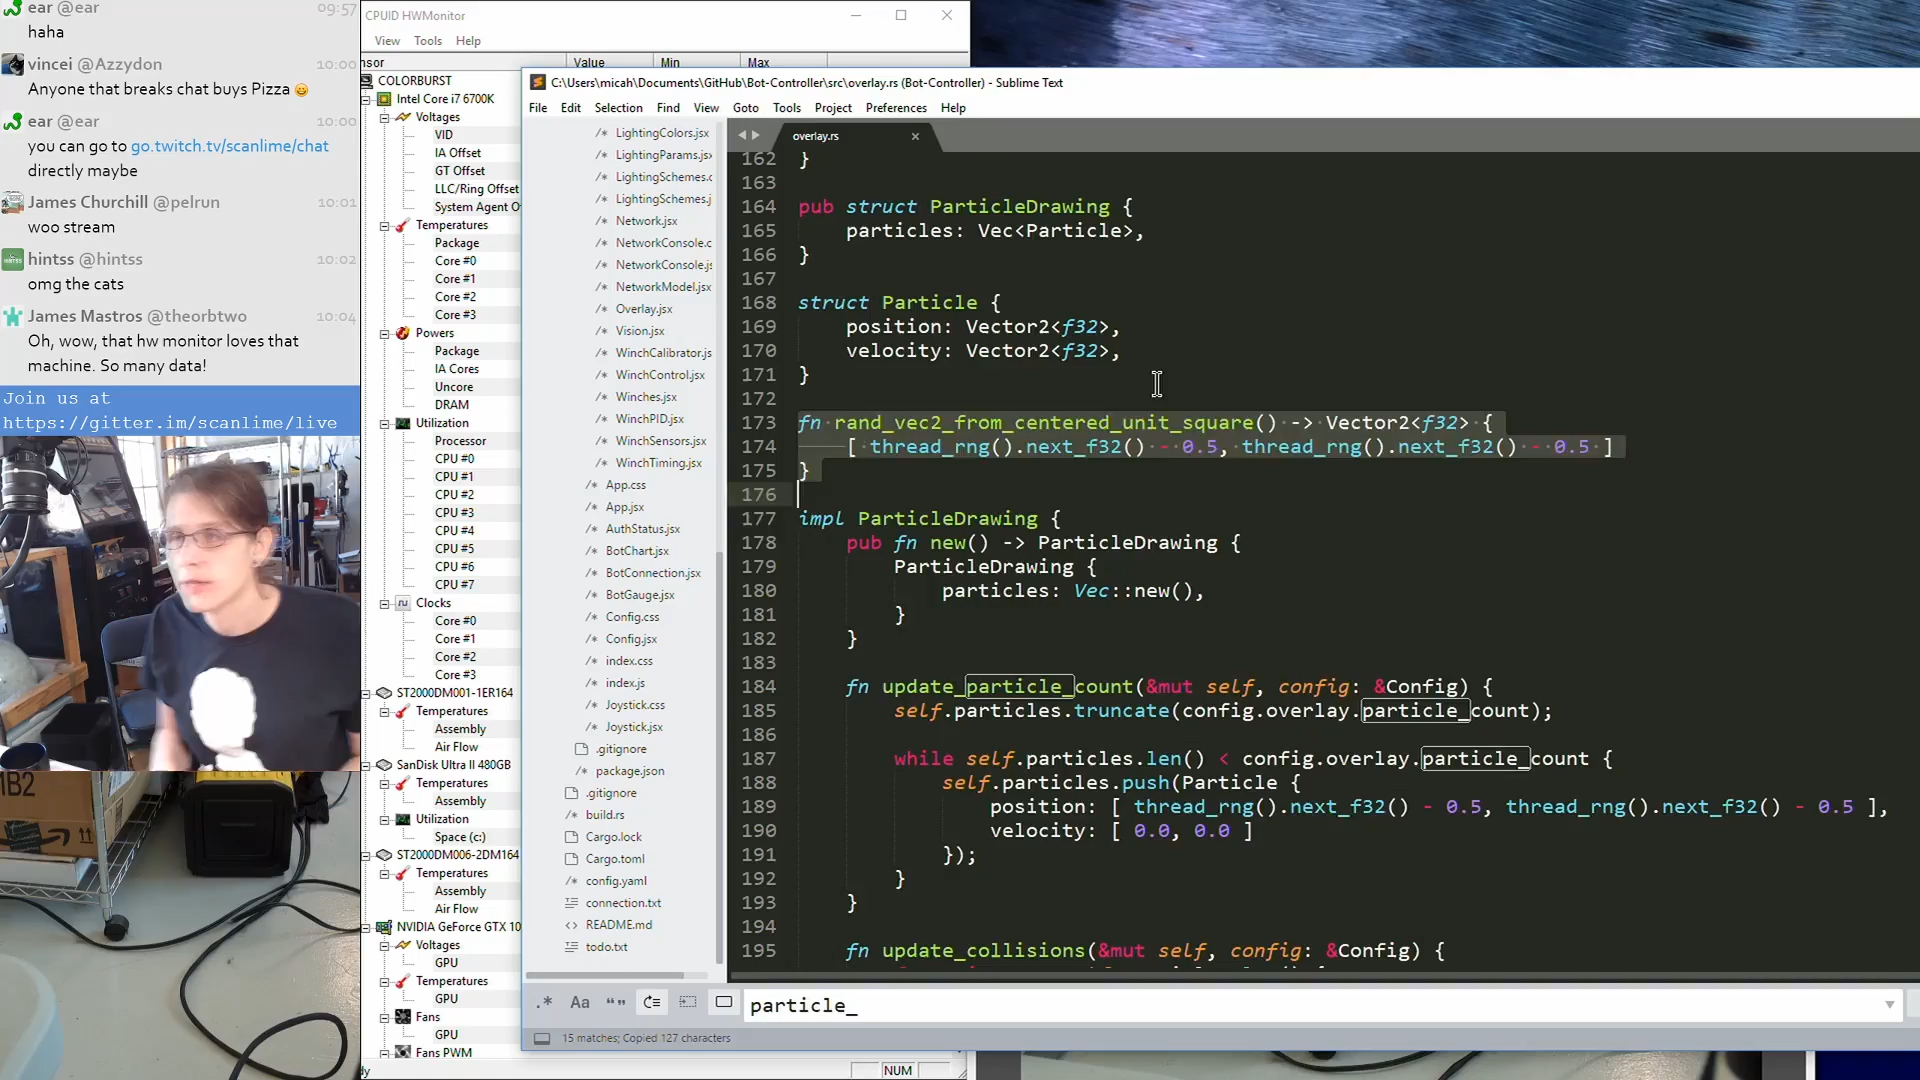 ear @ear 09:57
haha
vincei @Azzydon 10:00
Anyone that breaks chat buys Pizza
ear @ear 10:00
you can go to go.twitch.tv/scanlime/chat
directly maybe
James Churchill @pelrun 10:01
woo stream
hintss @hintss 10:02
omg the cats
James Mastros @theorbtwo 10:04
Oh, wow, that hw monitor loves that
machine. So many data!
Join us at
https://gitter.im/scanlime/live
CPUID HWMonitor
View Tools Help
nsor Value Min Max
COLORBURST
Intel Core i7 6700K
Voltages
VID
IA Offset
GT Offset
LLC/Ring Offset
System Agent O
Temperatures
Package
Core #0
Core #1
Core #2
Core #3
Powers
Package
IA Cores
Uncore
DRAM
Utilization
Processor
CPU #0
CPU #1
CPU #2
CPU #3
CPU #4
CPU #5
CPU #6
CPU #7
Clocks
Core #0
Core #1
Core #2
Core #3
ST2000DM001-1ER164
Temperatures
Assembly
Air Flow
SanDisk Ultra II 480GB
Temperatures
Assembly
Utilization
Space (c:)
ST2000DM006-2DM164
Temperatures
Assembly
Air Flow
NVIDIA GeForce GTX 10
Voltages
GPU
Temperatures
GPU
Fans
GPU
Fans PWM
dy NUM
C:\Users\micah\Documents\GitHub\Bot-Controller\src\overlay.rs (Bot-Controller) - Sublime Text
File Edit Selection Find View Goto Tools Project Preferences Help
/* LightingColors.jsx
/* LightingParams.jsx
/* LightingSchemes.c
/* LightingSchemes.j
/* Network.jsx
/* NetworkConsole.c
/* NetworkConsole.js
/* NetworkModel.jsx
/* Overlay.jsx
/* Vision.jsx
/* WinchCalibrator.js
/* WinchControl.jsx
/* Winches.jsx
/* WinchPID.jsx
/* WinchSensors.jsx
/* WinchTiming.jsx
/* App.css
/* App.jsx
/* AuthStatus.jsx
/* BotChart.jsx
/* BotConnection.jsx
/* BotGauge.jsx
/* Config.css
/* Config.jsx
/* index.css
/* index.js
/* Joystick.css
/* Joystick.jsx
.gitignore
/* package.json
.gitignore
build.rs
Cargo.lock
Cargo.toml
/* config.yaml
connection.txt
<> README.md
todo.txt
overlay.rs
162 }
163
164 pub struct ParticleDrawing {
165 particles: Vec<Particle>,
166 }
167
168 struct Particle {
169 position: Vector2<f32>,
170 velocity: Vector2<f32>,
171 }
172
173 fn rand_vec2_from_centered_unit_square() -> Vector2<f32> {
174 [ thread_rng().next_f32() - 0.5, thread_rng().next_f32() - 0.5 ]
175 }
176
177 impl ParticleDrawing {
178 pub fn new() -> ParticleDrawing {
179 ParticleDrawing {
180 particles: Vec::new(),
181 }
182 }
183
184 fn update_particle_count(&mut self, config: &Config) {
185 self.particles.truncate(config.overlay.particle_count);
186
187 while self.particles.len() < config.overlay.particle_count {
188 self.particles.push(Particle {
189 position: [ thread_rng().next_f32() - 0.5, thread_rng().next_f32() - 0.5 ],
190 velocity: [ 0.0, 0.0 ]
191 });
192 }
193 }
194
195 fn update_collisions(&mut self, config: &Config) {
.* Aa “” particle_
15 matches; Copied 127 characters